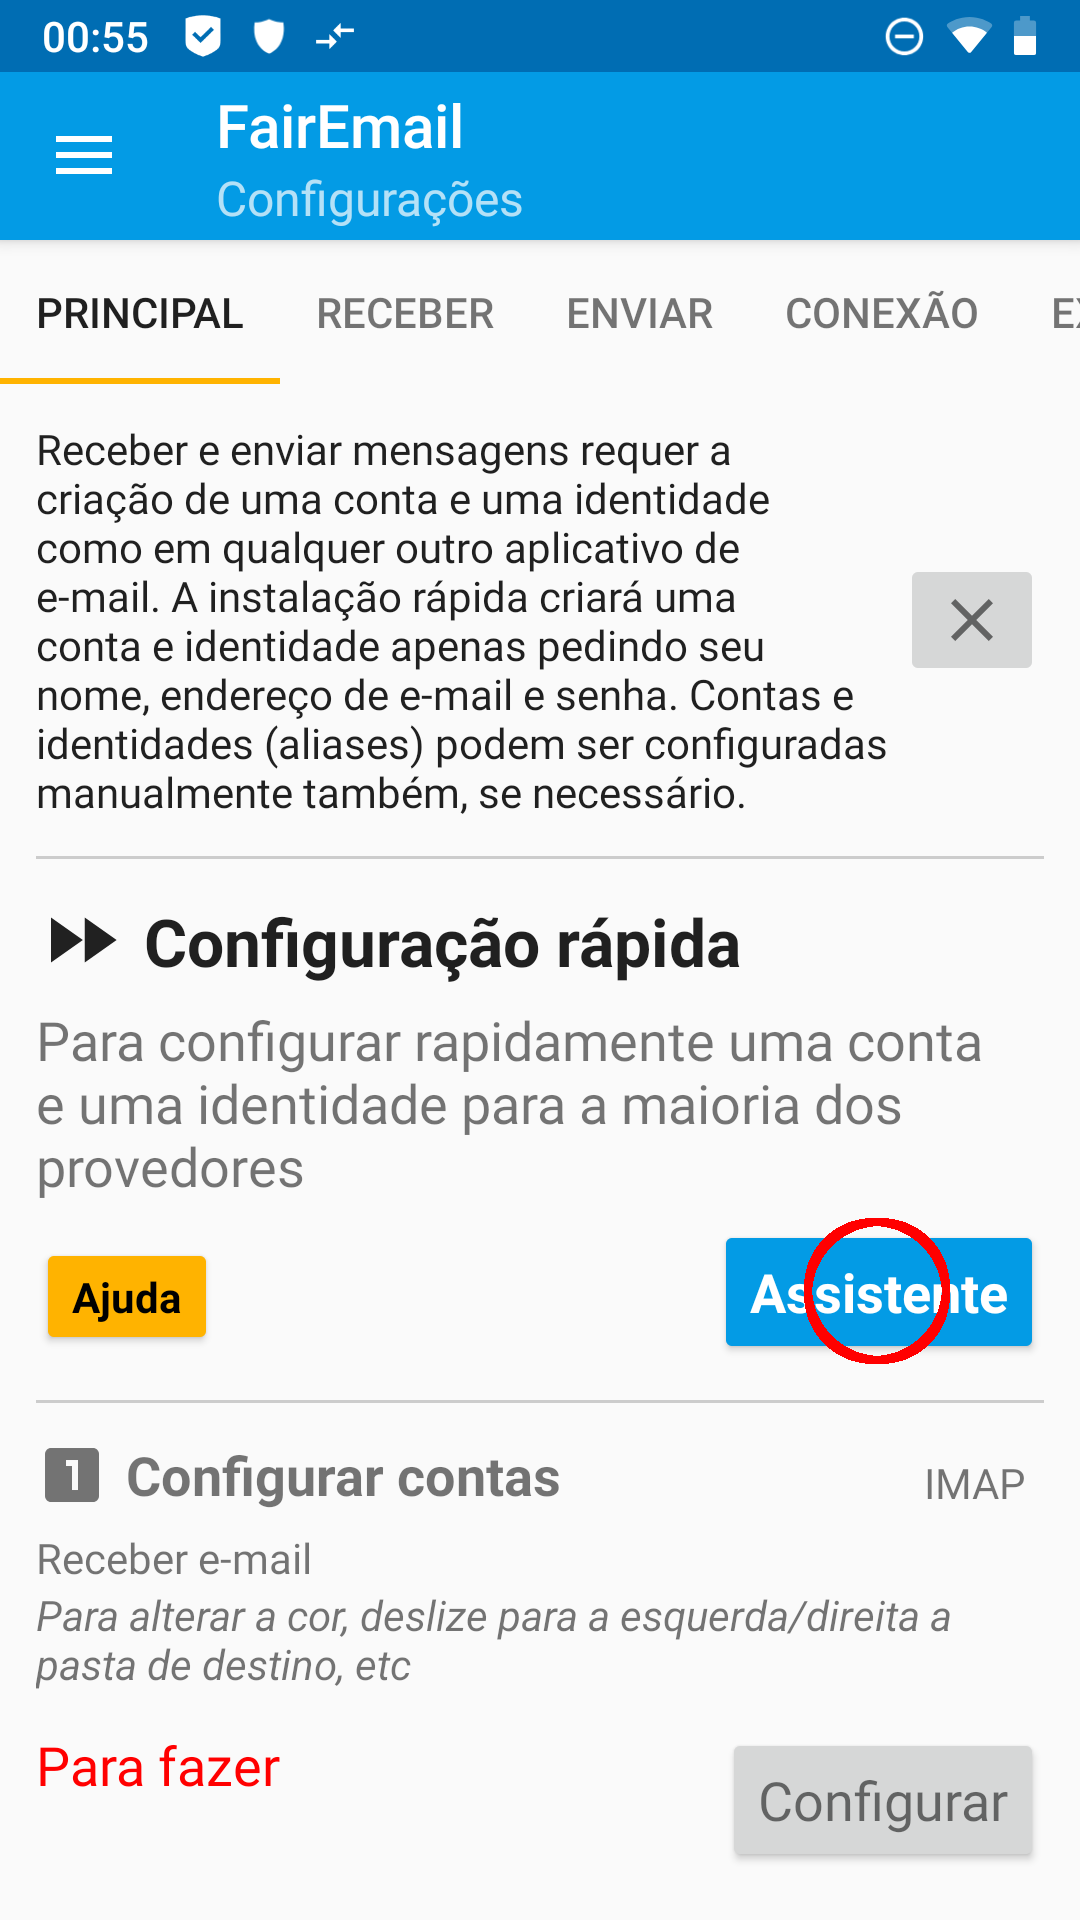 00:55
FairEmail
Configurações
PRINCIPAL RECEBER ENVIAR CONEXÃO
Receber e enviar mensagens requer a
criação de uma conta e uma identidade
como em qualquer outro aplicativo de
e-mail. A instalação rápida criará uma
conta e identidade apenas pedindo seu
nome, endereço de e-mail e senha. Contas e
identidades (aliases) podem ser configuradas
manualmente também, se necessário.
Configuração rápida
Para configurar rapidamente uma conta
e uma identidade para a maioria dos
provedores
Ajuda Assistente
1 Configurar contas IMAP
Receber e-mail
Para alterar a cor, deslize para a esquerda/direita a
pasta de destino, etc
Para fazer Configurar